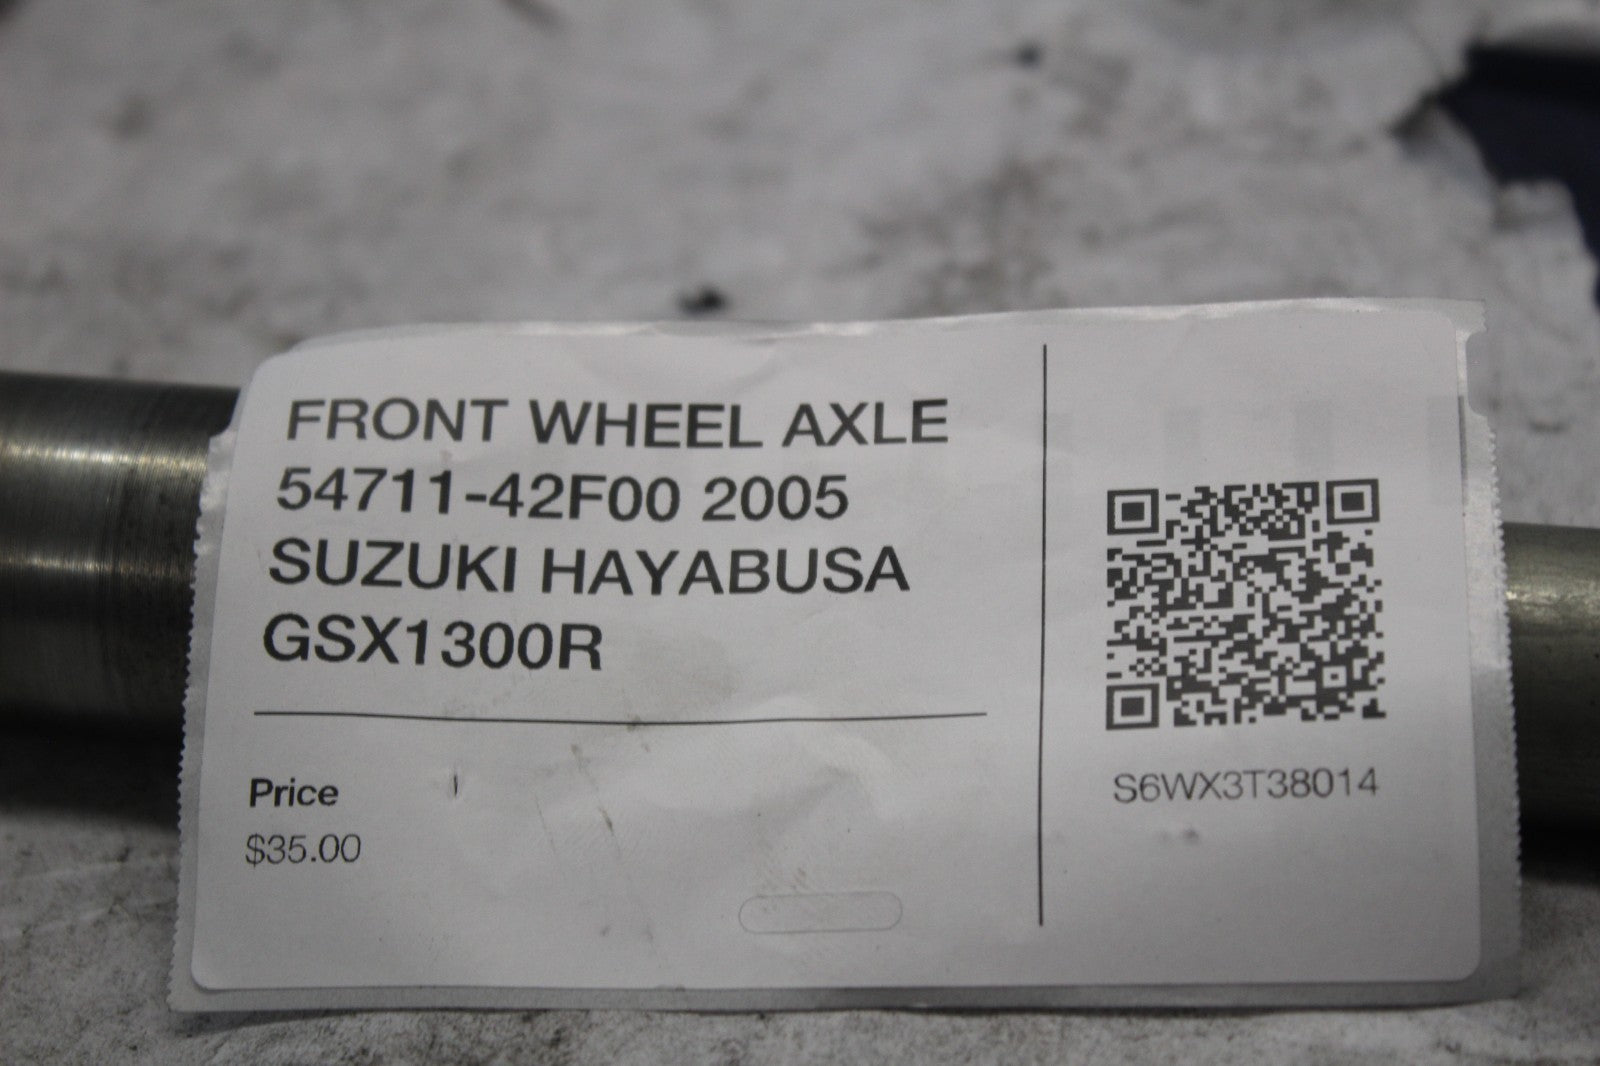 FRONT WHEEL AXLE
54711-42F00 2005
SUZUKI HAYABUSA
GSX1300R
Price
$35.00
S6WX3T38014